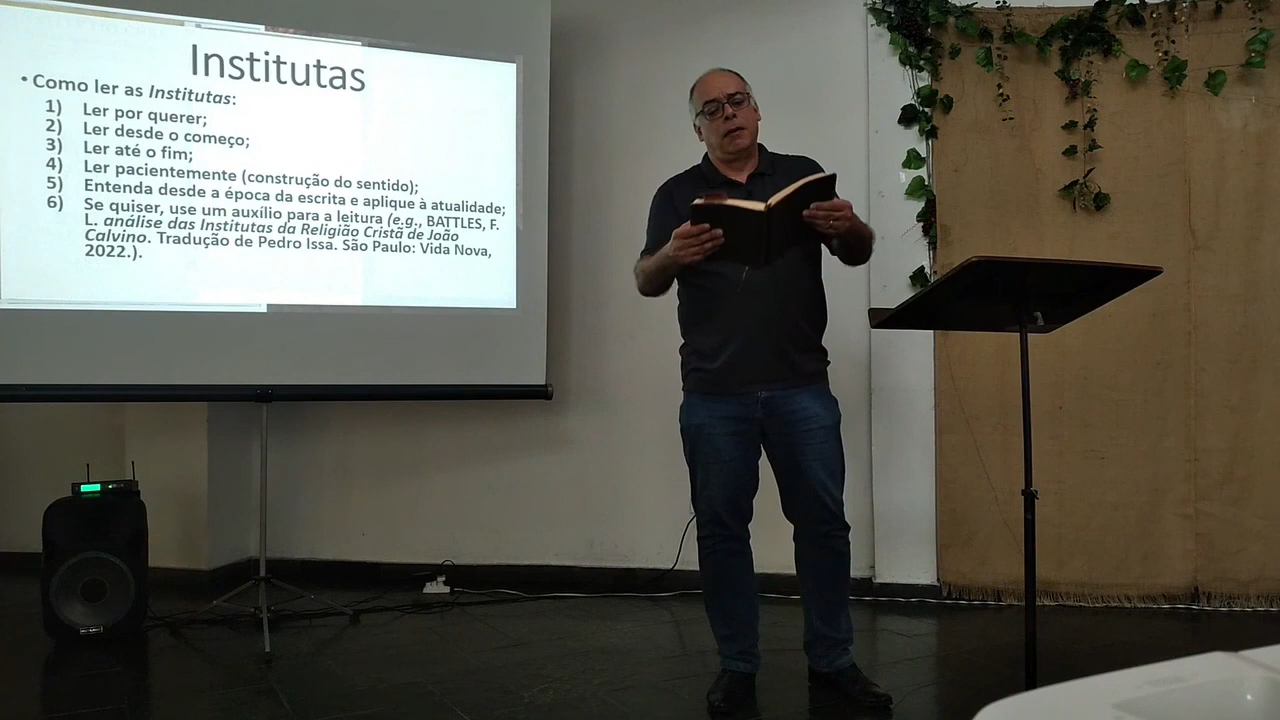 Institutas
• Como ler as Institutas:
1) Ler por querer;
2) Ler desde o começo;
3) Ler até o fim;
4) Ler pacientemente (construção do sentido);
5) Entenda desde a época da escrita e aplique à atualidade;
6) Se quiser, use um auxílio para a leitura (e.g., BATTLES, F.
L. análise das Institutas da Religião Cristã de João
Calvino. Tradução de Pedro Issa. São Paulo: Vida Nova,
2022.).